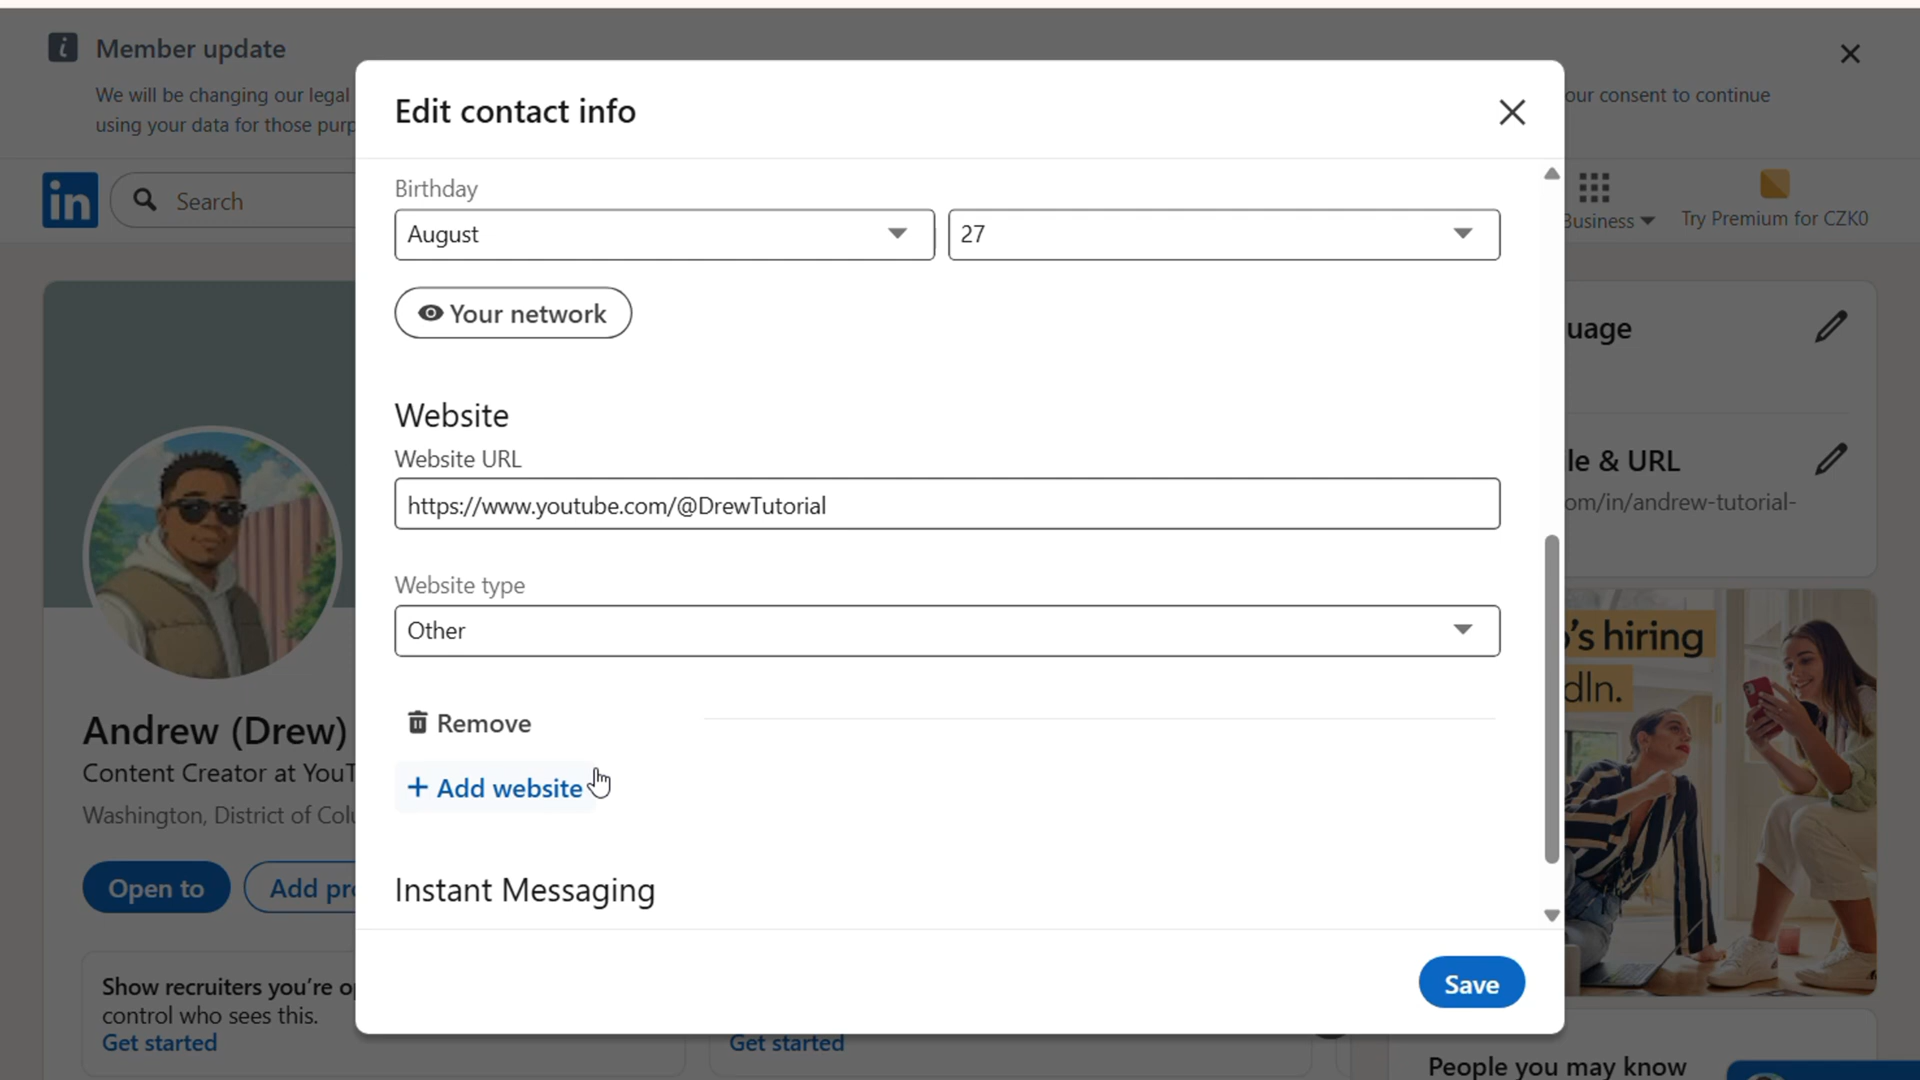 Member update
We will be changing our legal
our consent to continue
using your data for those purp
Edit contact info
in
Search
Business
Try Premium for CZK0
Birthday
August
27
Your network
uage
Website
Website URL
https://www.youtube.com/@DrewTutorial
le & URL
om/in/andrew-tutorial-
Website type
Other
's hiring
dIn.
Remove
+ Add website
Andrew (Drew)
Content Creator at YouT
Washington, District of Colu
Open to
Add pro
Instant Messaging
Save
Show recruiters you're op
control who sees this.
Get started
Get started
People you may know